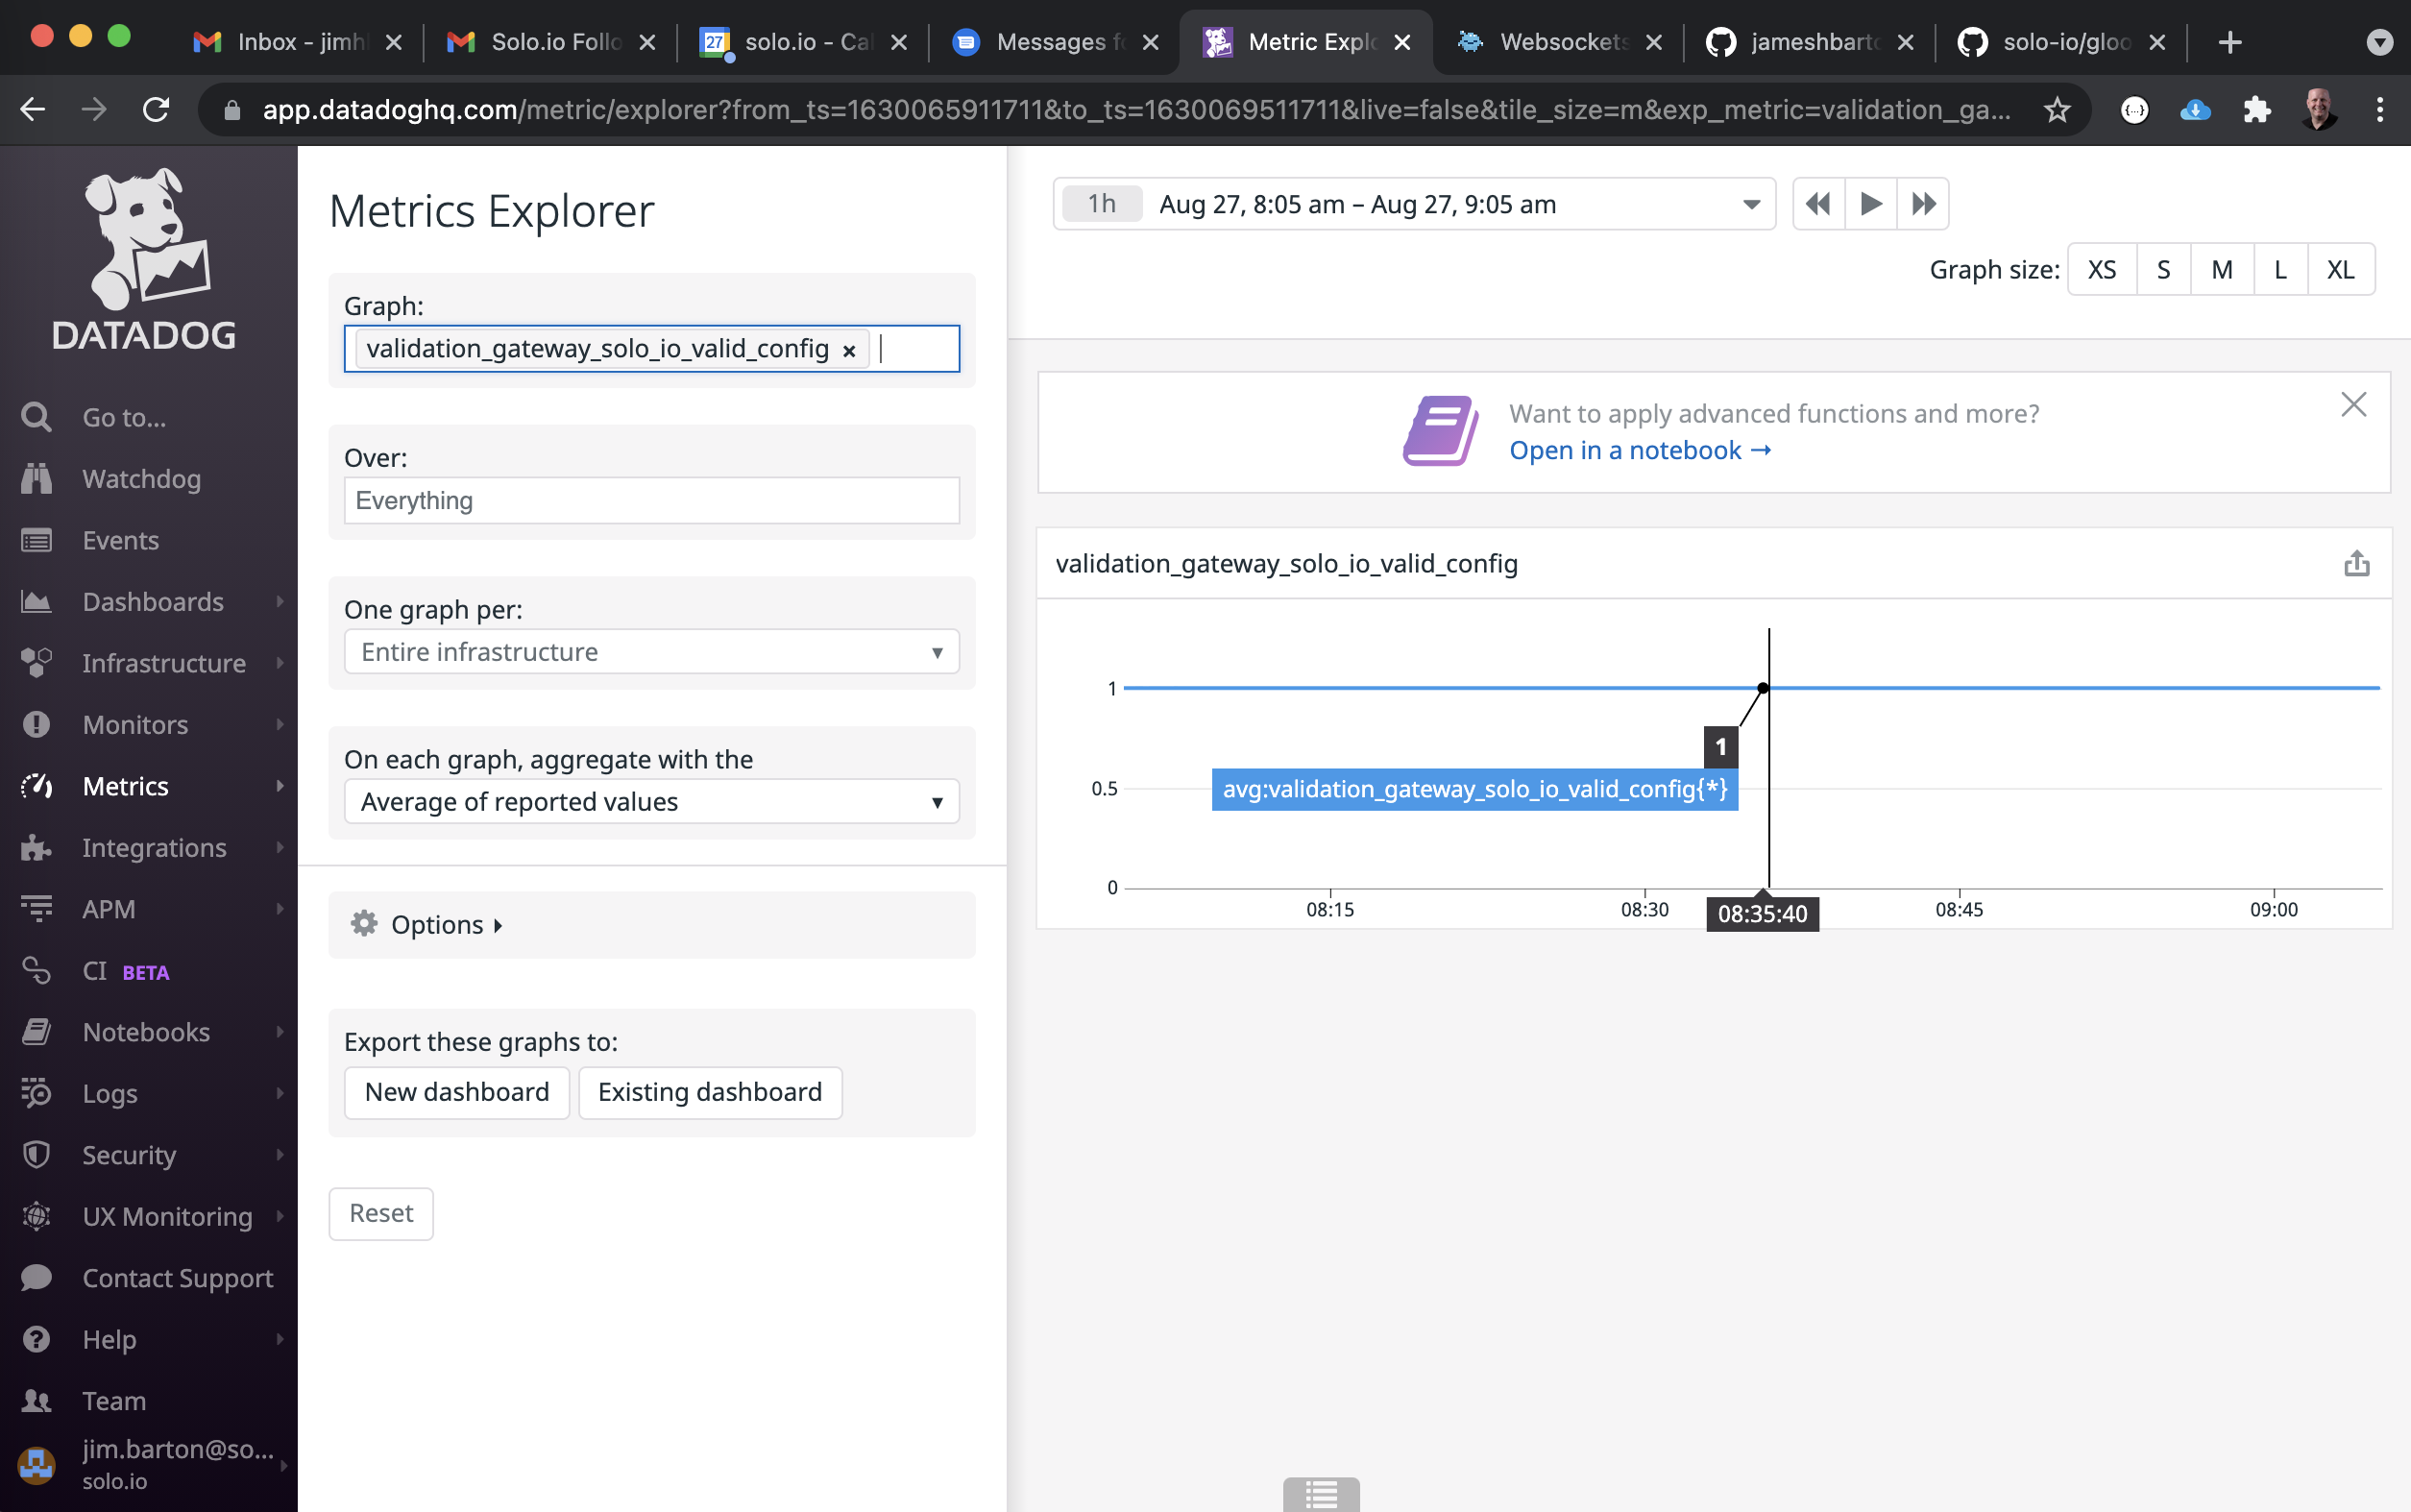 Inbox - jimh
Solo.io Follo
27
solo.io - Cal
Messages f
Metric Explo
Websockets
jameshbarto
solo-io/gloo
app.datadoghq.com/metric/explorer?from_ts=1630065911711&to_ts=1630069511711&live=false&tile_size=m&exp_metric=validation_ga...
DATADOG
Go to...
Watchdog
Events
Dashboards
Infrastructure
Monitors
Metrics
Integrations
APM
CI BETA
Notebooks
Logs
Security
UX Monitoring
Contact Support
Help
Team
jim.barton@so...
solo.io
Metrics Explorer
Graph:
validation_gateway_solo_io_valid_config ×
Over:
Everything
One graph per:
Entire infrastructure
On each graph, aggregate with the
Average of reported values
Options
Export these graphs to:
New dashboard Existing dashboard
Reset
1h Aug 27, 8:05 am – Aug 27, 9:05 am
Graph size: XS S M L XL
Want to apply advanced functions and more?
Open in a notebook →
validation_gateway_solo_io_valid_config
1
1
0.5
avg:validation_gateway_solo_io_valid_config{*}
0
08:15 08:30 08:35:40 08:45 09:00